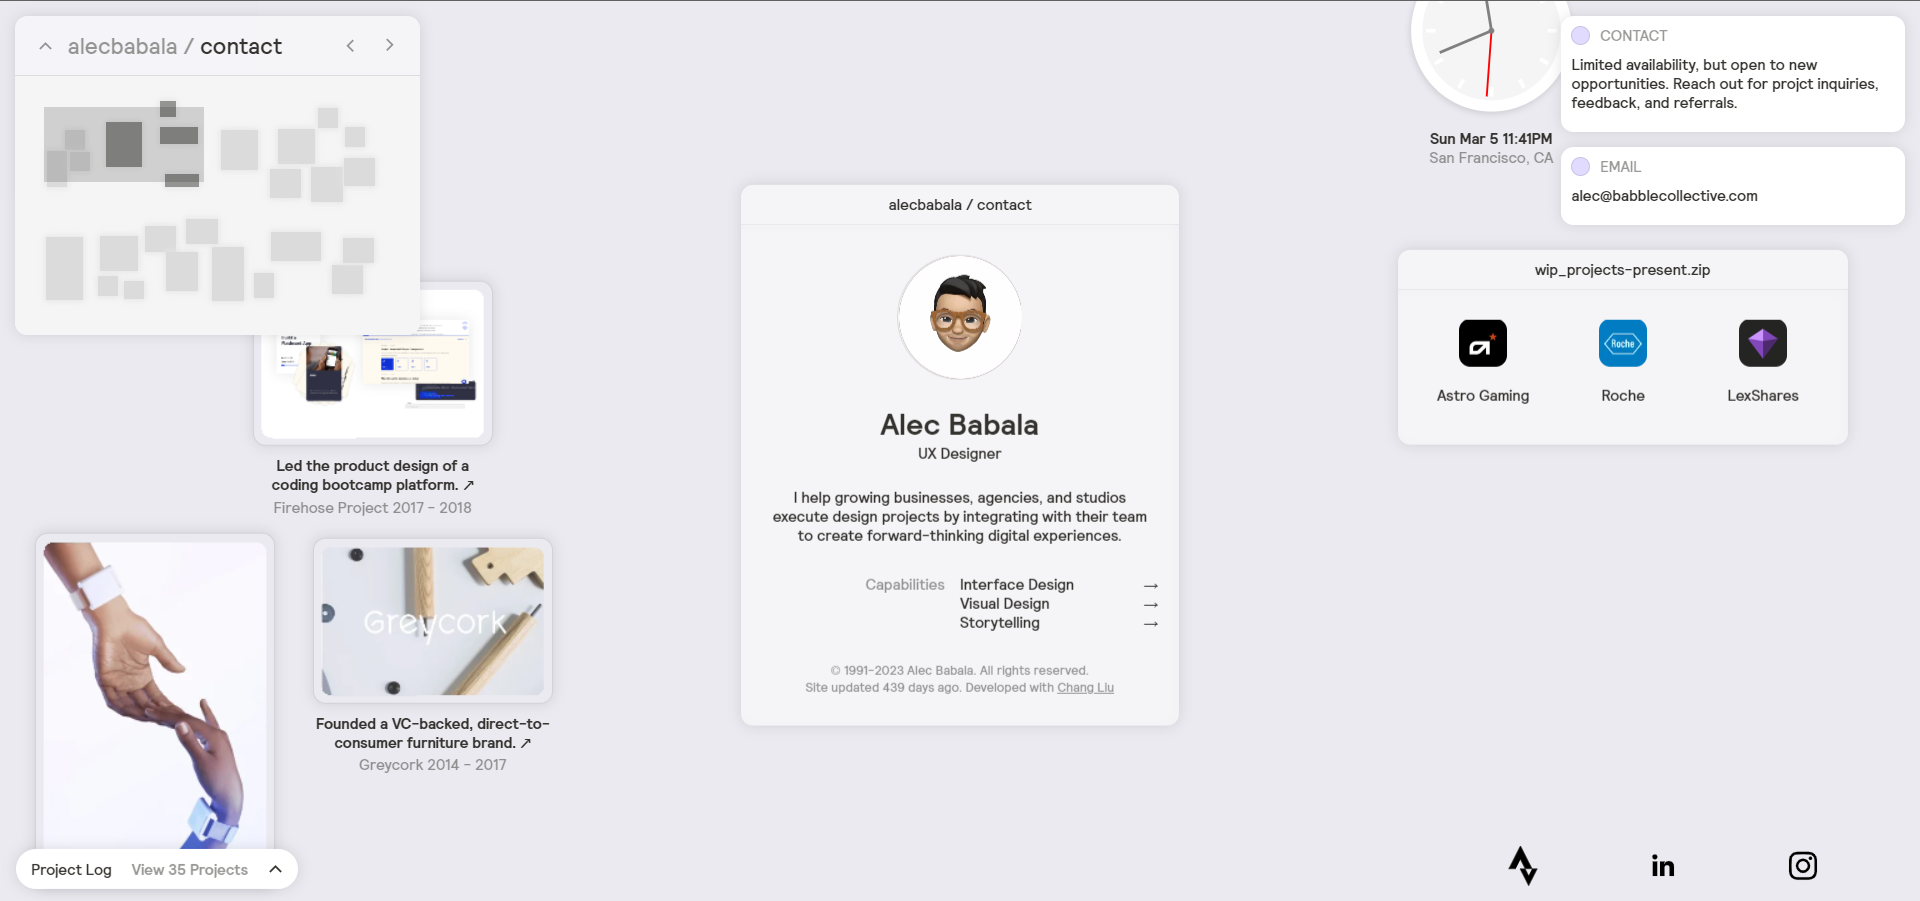 alecbabala / contact
CONTACT
Limited availability, but open to new
opportunities. Reach out for projct inquiries,
feedback, and referrals.
Sun Mar 5 11:41PM
San Francisco, CA
EMAIL
alec@babblecollective.com
alecbabala / contact
wip_projects-present.zip
Roche
Astro Gaming
Roche
LexShares
Alec Babala
UX Designer
I help growing businesses, agencies, and studios
execute design projects by integrating with their team
to create forward-thinking digital experiences.
Capabilities
Interface Design →
Visual Design →
Storytelling →
© 1991-2023 Alec Babala. All rights reserved.
Site updated 439 days ago. Developed with Chang Liu
Led the product design of a
coding bootcamp platform. ↗
Firehose Project 2017 - 2018
Greycork
Founded a VC-backed, direct-to-
consumer furniture brand. ↗
Greycork 2014 - 2017
Project Log View 35 Projects
in